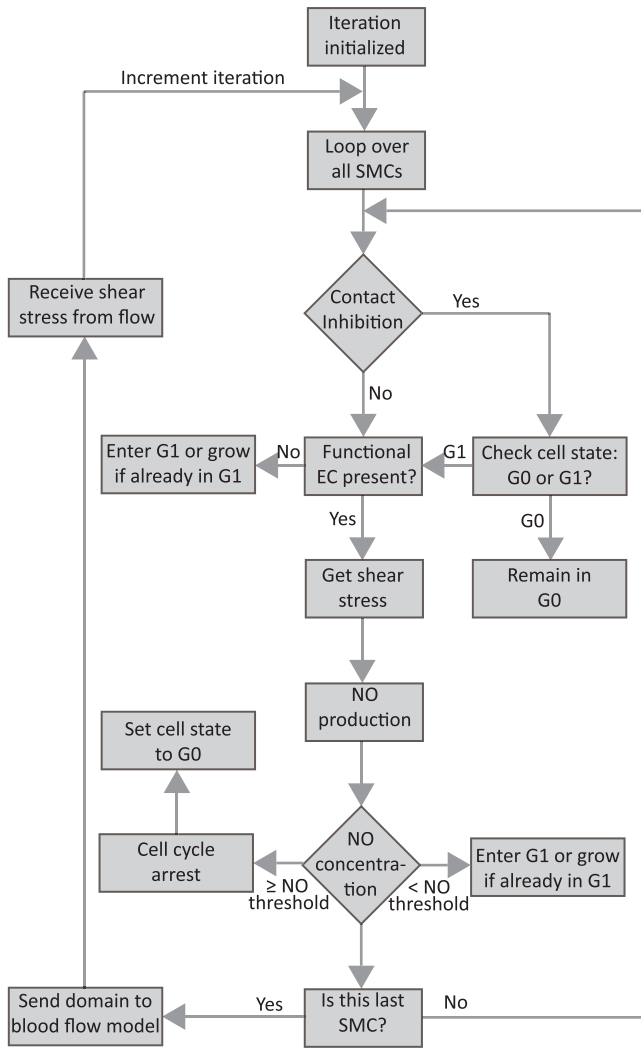 Iteration
initialized
Increment iteration
Loop over
all SMCs
Receive shear
stress from flow
Contact
Inhibition
Yes
No
Enter G1 or grow
if already in G1
No
Functional
EC present?
G1
Check cell state:
G0 or G1?
Yes
G0
Get shear
stress
Remain in
G0
NO
production
Set cell state
to G0
Cell cycle
arrest
NO
concentra-
tion
Enter G1 or grow
if already in G1
≥ NO
threshold
< NO
threshold
Send domain to
blood flow model
Yes
Is this last
SMC?
No